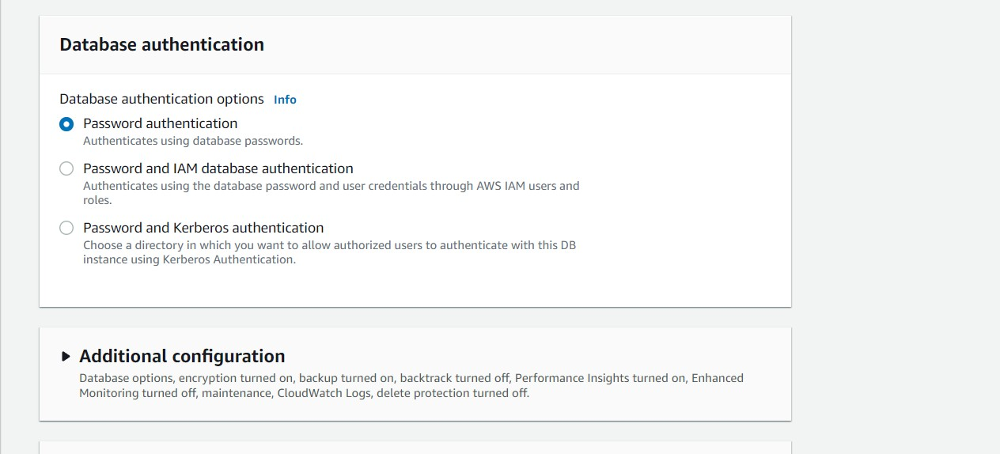 Database authentication
Database authentication options Info
Password authentication
Authenticates using database passwords.
Password and IAM database authentication
Authenticates using the database password and user credentials through AWS IAM users and
roles.
Password and Kerberos authentication
Choose a directory in which you want to allow authorized users to authenticate with this DB
instance using Kerberos Authentication.
Additional configuration
Database options, encryption turned on, backup turned on, backtrack turned off, Performance Insights turned on, Enhanced
Monitoring turned off, maintenance, CloudWatch Logs, delete protection turned off.